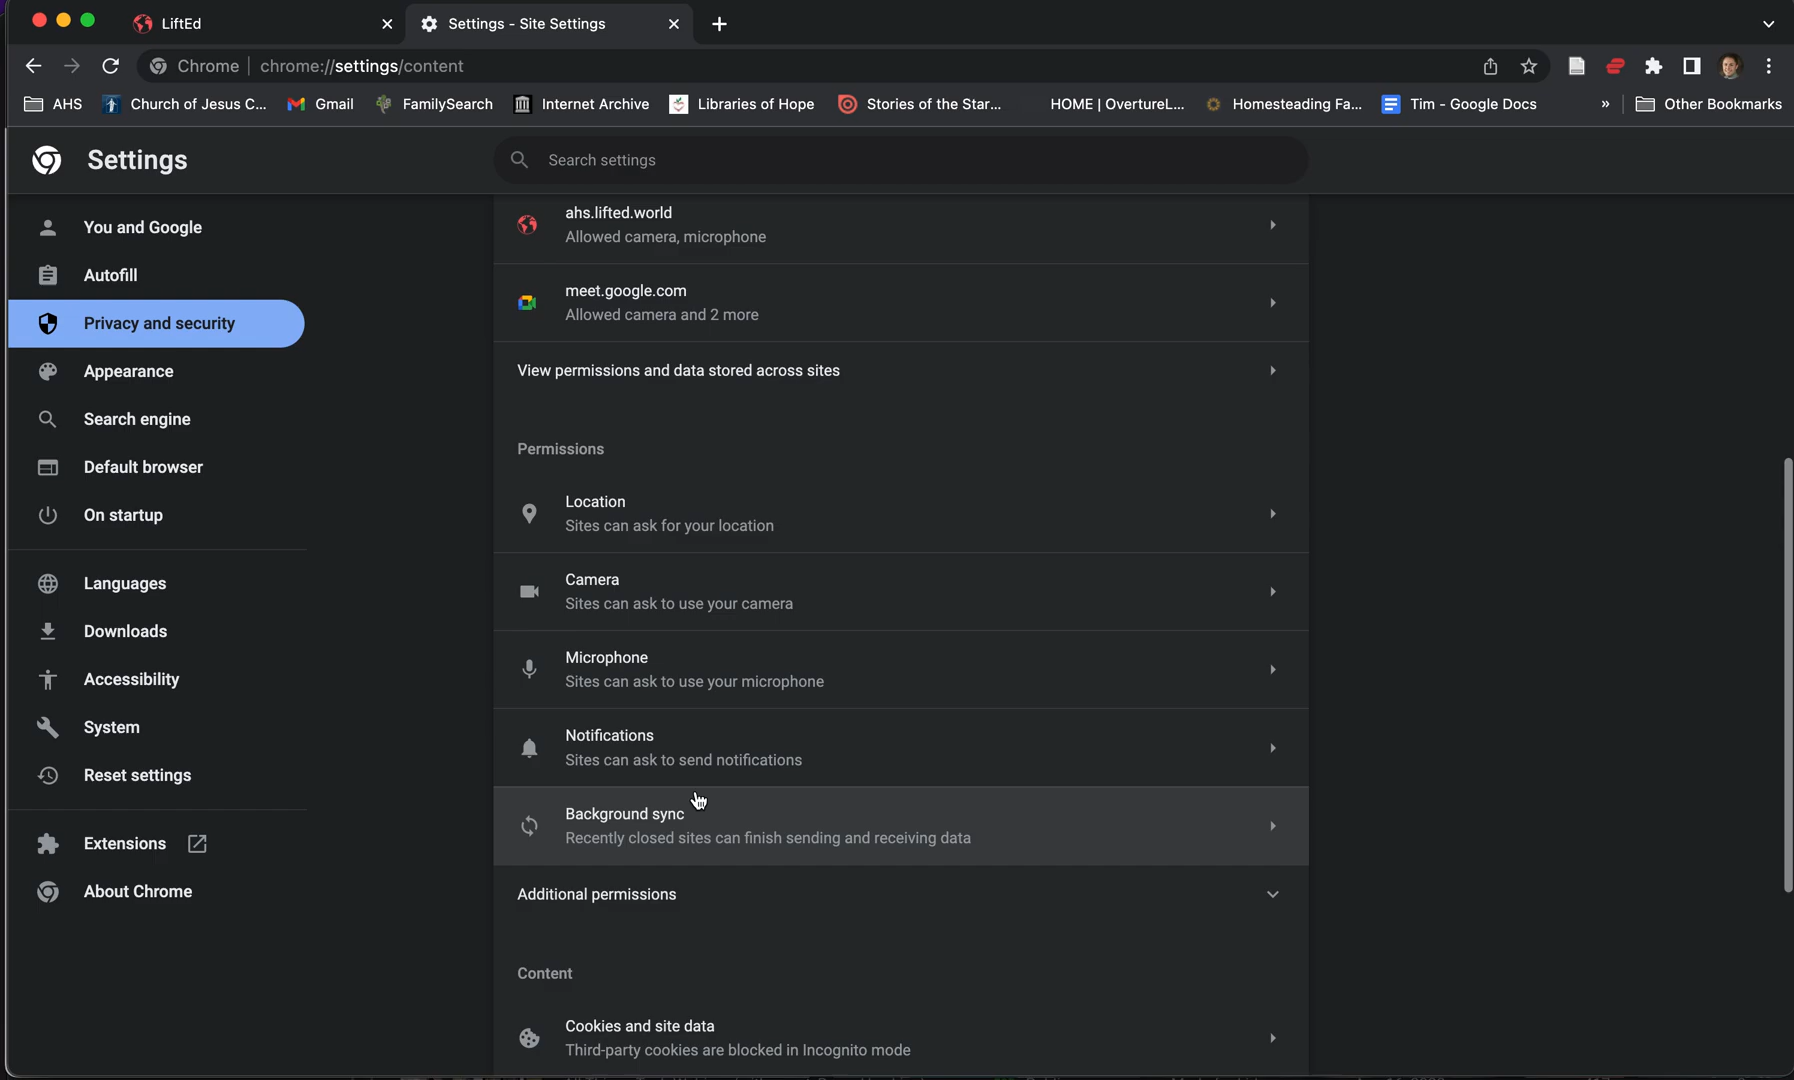 LiftEd
Settings - Site Settings
Chrome | chrome://settings/content
AHS
Church of Jesus C...
Gmail
FamilySearch
Internet Archive
Libraries of Hope
Stories of the Star...
HOME | OvertureL...
Homesteading Fa...
Tim - Google Docs
»
Other Bookmarks
Settings
Search settings
You and Google
Autofill
Privacy and security
Appearance
Search engine
Default browser
On startup
Languages
Downloads
Accessibility
System
Reset settings
Extensions
About Chrome
ahs.lifted.world
Allowed camera, microphone
meet.google.com
Allowed camera and 2 more
View permissions and data stored across sites
Permissions
Location
Sites can ask for your location
Camera
Sites can ask to use your camera
Microphone
Sites can ask to use your microphone
Notifications
Sites can ask to send notifications
Background sync
Recently closed sites can finish sending and receiving data
Additional permissions
Content
Cookies and site data
Third-party cookies are blocked in Incognito mode